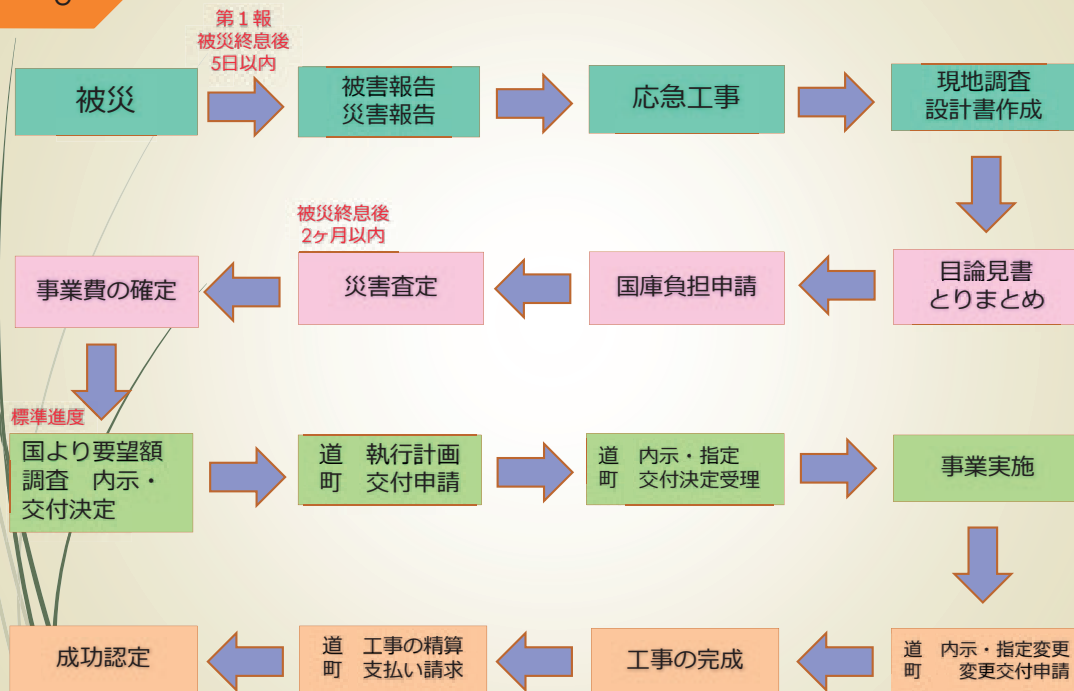 第1報
被災終息後
5日以内
被災
被害報告
災害報告
応急工事
現地調査
設計書作成
目論見書
とりまとめ
国庫負担申請
被災終息後
2ヶ月以内
災害査定
事業費の確定
標準進度
国より要望額
調査 内示・
交付決定
道 執行計画
町 交付申請
道 内示・指定
町 交付決定受理
事業実施
道 内示・指定変更
町 変更交付申請
工事の完成
道 工事の精算
町 支払い請求
成功認定